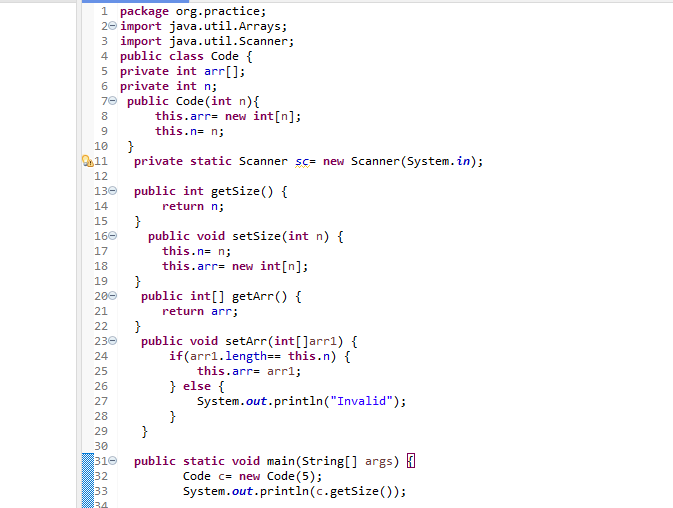 1 package org.practice;
2 import java.util.Arrays;
3 import java.util.Scanner;
4 public class Code {
5 private int arr[];
6 private int n;
7 public Code(int n){
8 this.arr= new int[n];
9 this.n= n;
10 }
11 private static Scanner sc= new Scanner(System.in);
12
13 public int getSize() {
14 return n;
15 }
16 public void setSize(int n) {
17 this.n= n;
18 this.arr= new int[n];
19 }
20 public int[] getArr() {
21 return arr;
22 }
23 public void setArr(int[]arr1) {
24 if(arr1.length== this.n) {
25 this.arr= arr1;
26 } else {
27 System.out.println("Invalid");
28 }
29 }
30
31 public static void main(String[] args) {
32 Code c= new Code(5);
33 System.out.println(c.getSize());
34